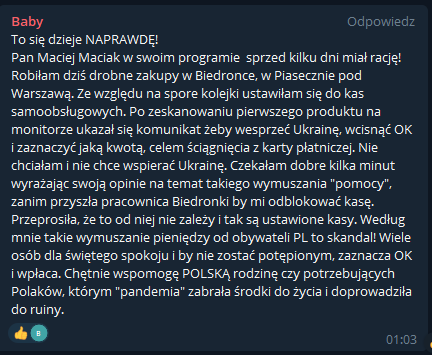 Baby Odpowiedz
To się dzieje NAPRAWDĘ!
Pan Maciej Maciak w swoim programie sprzed kilku dni miał rację!
Robiłam dziś drobne zakupy w Biedronce, w Piasecznie pod
Warszawą. Ze względu na spore kolejki ustawiłam się do kas
samoobsługowych. Po zeskanowaniu pierwszego produktu na
monitorze ukazał się komunikat żeby wesprzeć Ukrainę, wcisnąć OK
i zaznaczyć jaką kwotą, celem ściągnięcia z karty płatniczej. Nie
chciałam i nie chce wspierać Ukrainę. Czekałam dobre kilka minut
wyrażając swoją opinie na temat takiego wymuszania "pomocy",
zanim przyszła pracownica Biedronki by mi odblokować kasę.
Przeprosiła, że to od niej nie zależy i tak są ustawione kasy. Według
mnie takie wymuszanie pieniędzy od obywateli PL to skandal! Wiele
osób dla świętego spokoju i by nie zostać potępionym, zaznacza OK
i wpłaca. Chętnie wspomogę POLSKĄ rodzinę czy potrzebujących
Polaków, którym "pandemia" zabrała środki do życia i doprowadziła
do ruiny.
B 01:03